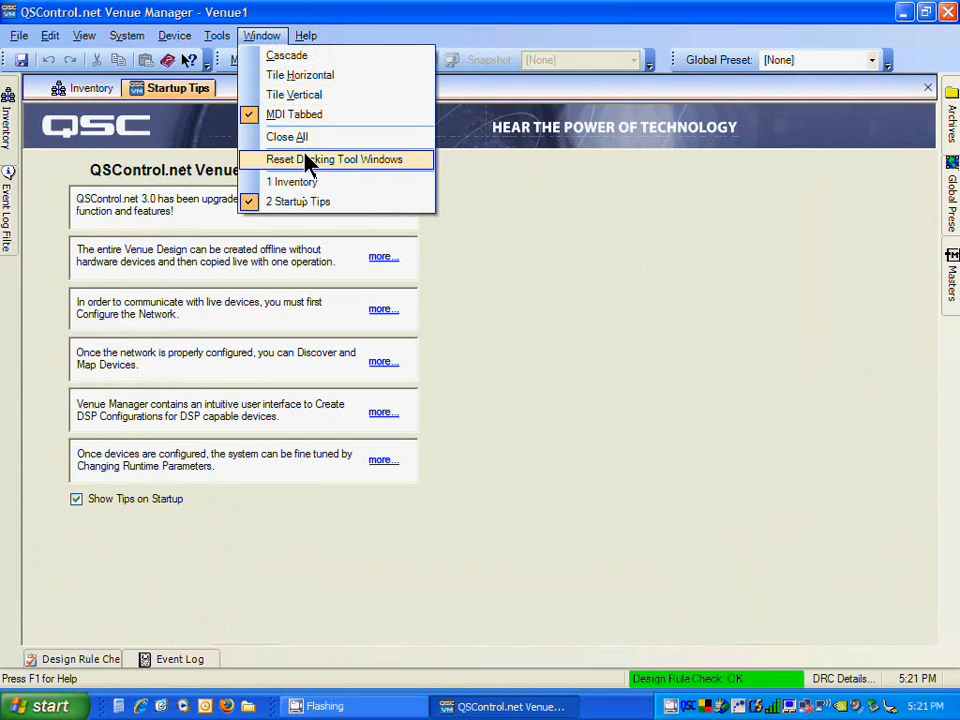 QSControl.net Venue Manager - Venue1
File Edit View System Device Tools Window Help
Snapshot: [None] Global Preset: [None]
Cascade
Tile Horizontal
Tile Vertical
MDI Tabbed
Close All
Reset Docking Tool Windows
1 Inventory
2 Startup Tips
Inventory Startup Tips
Inventory
Event Log Filte
Archives
Global Prese
Masters
QSC HEAR THE POWER OF TECHNOLOGY
QSControl.net Venue
QSControl.net 3.0 has been upgrade
function and features!
The entire Venue Design can be created offline without
hardware devices and then copied live with one operation.
more...
In order to communicate with live devices, you must first
Configure the Network.
more...
Once the network is properly configured, you can Discover and
Map Devices.
more...
Venue Manager contains an intuitive user interface to Create
DSP Configurations for DSP capable devices.
more...
Once devices are configured, the system can be fine tuned by
Changing Runtime Parameters.
more...
Show Tips on Startup
Design Rule Che Event Log
Press F1 for Help Design Rule Check: OK DRC Details... 5:21 PM
start Flashing QSControl.net Venue... 5:21 PM